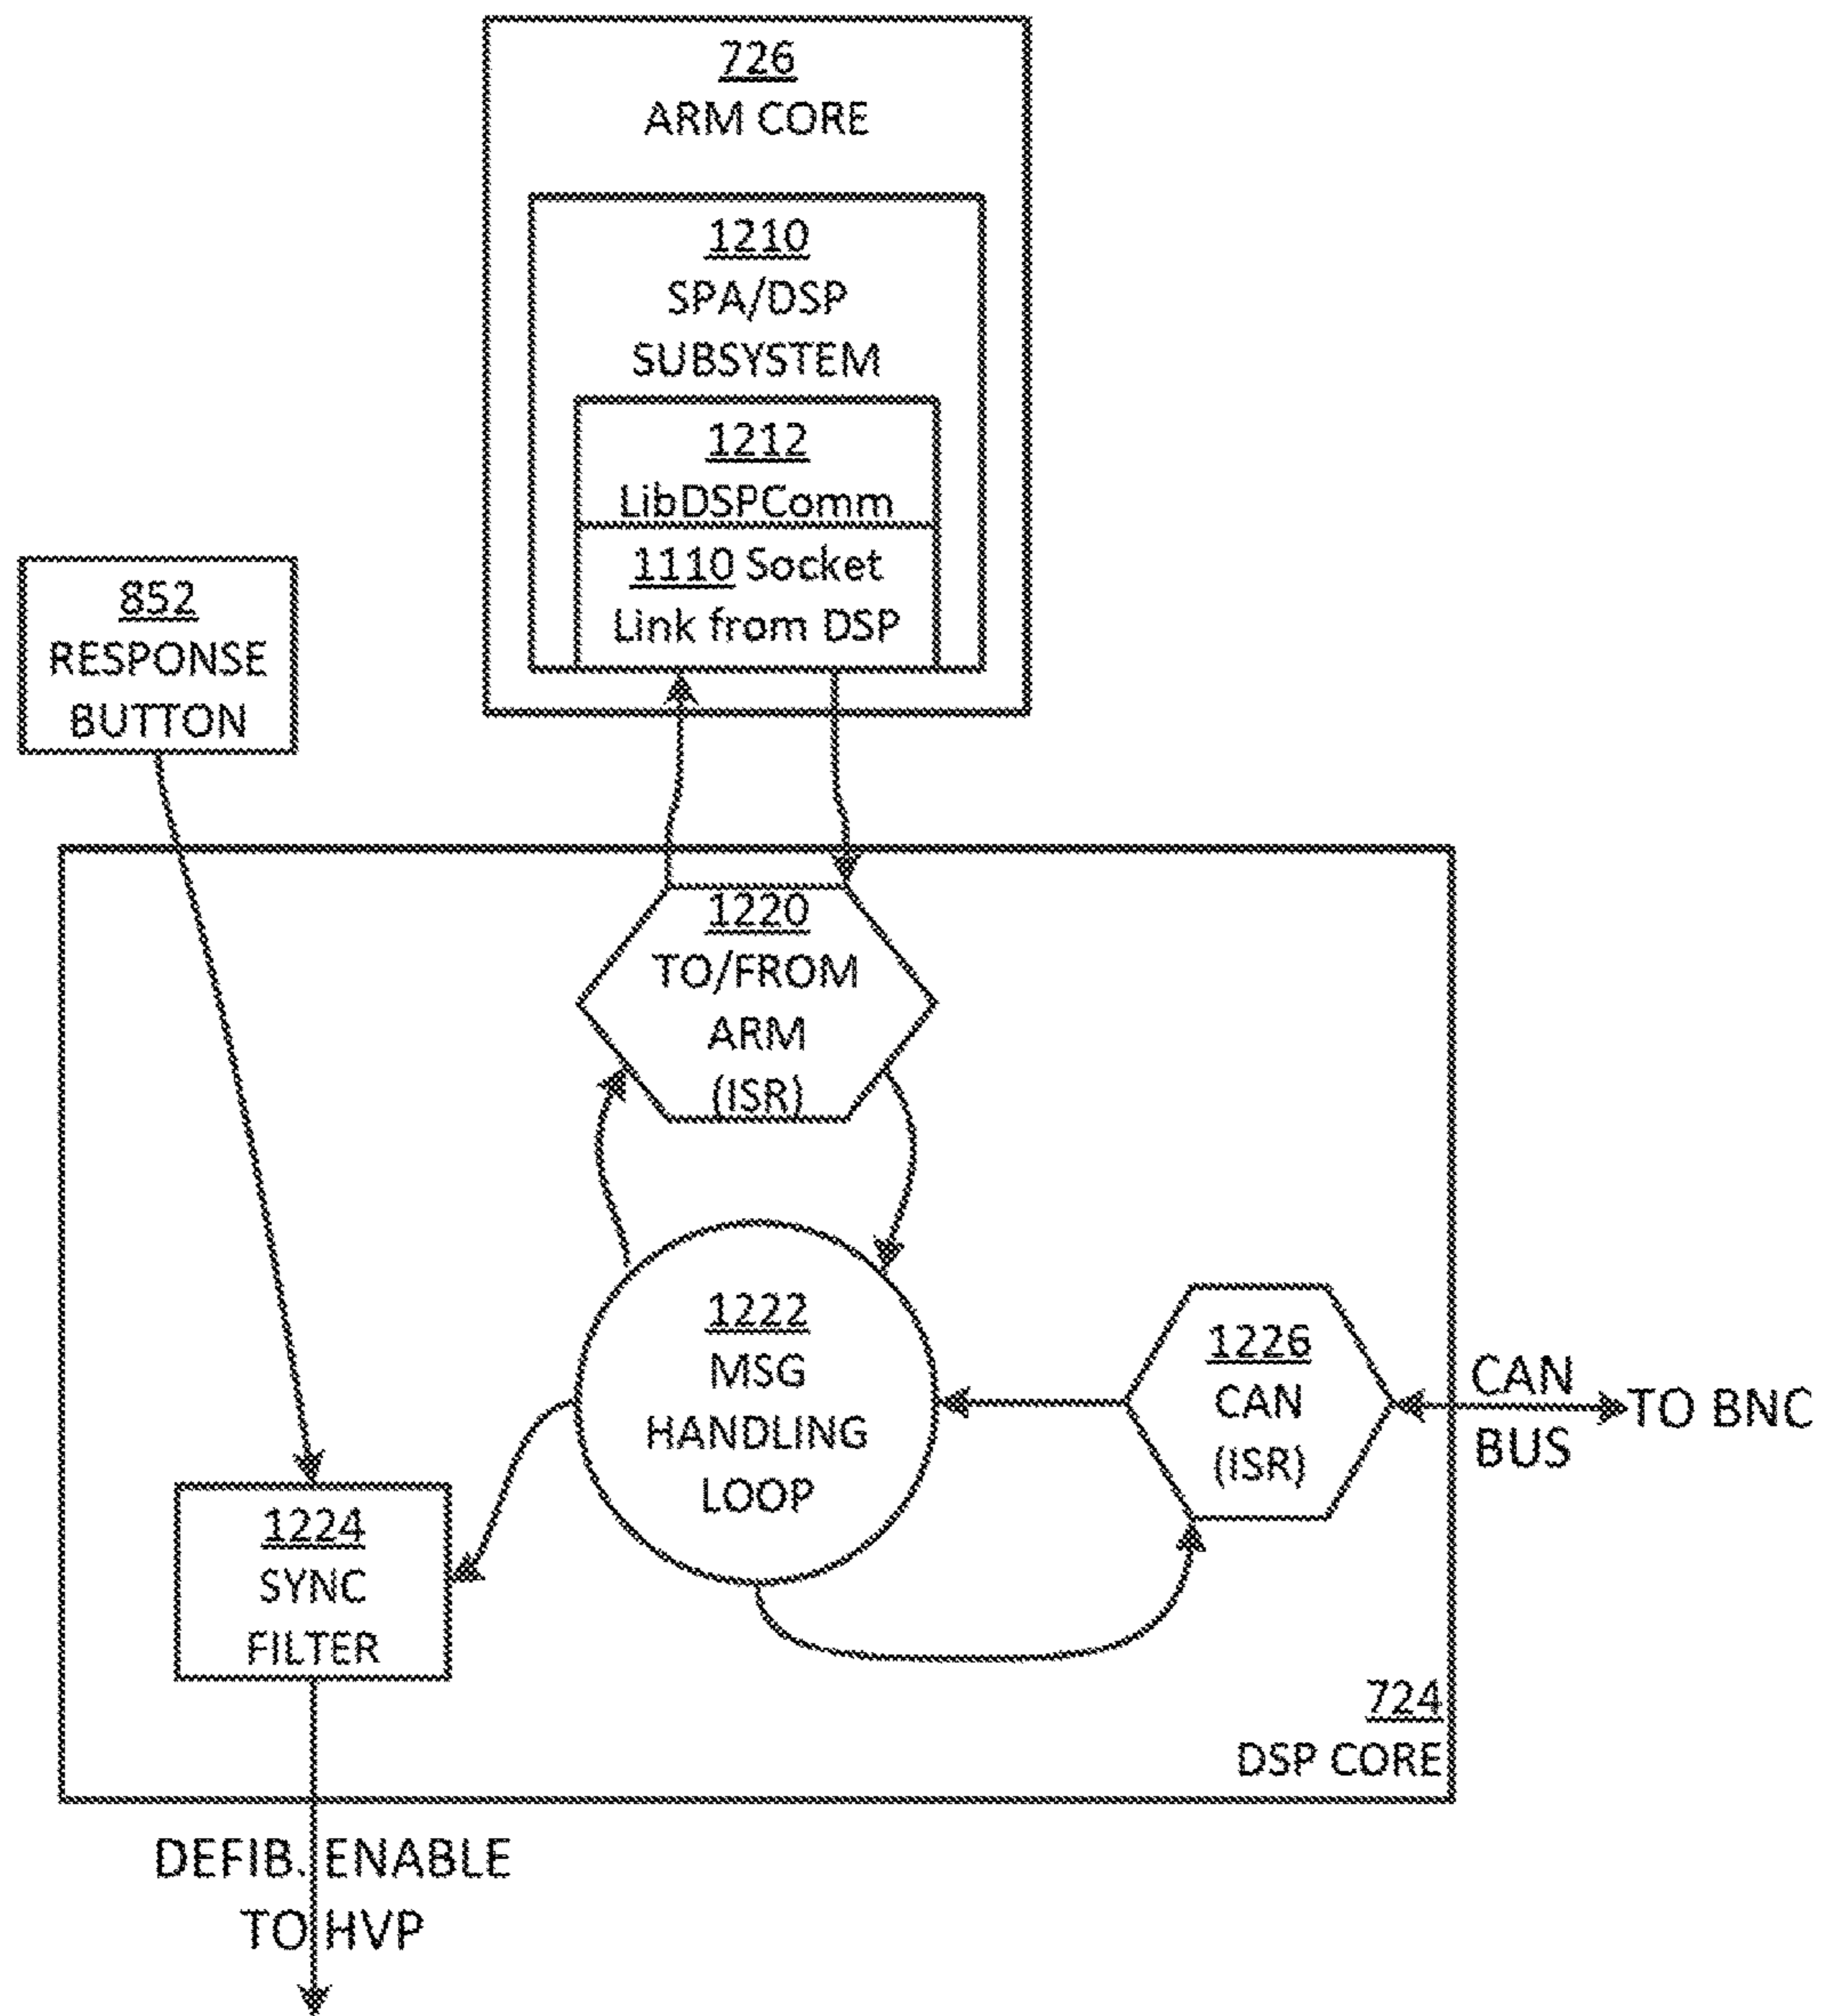 726
ARM CORE
1210
SPA/DSP
SUBSYSTEM
1212
LibDSPComm
1110 Socket
Link from DSP
852
RESPONSE
BUTTON
1220
TO/FROM
ARM
(ISR)
1222
MSG
HANDLING
LOOP
1226
CAN
(ISR)
CAN
BUS
TO BNC
1224
SYNC
FILTER
724
DSP CORE
DEFIB. ENABLE
TO HVP